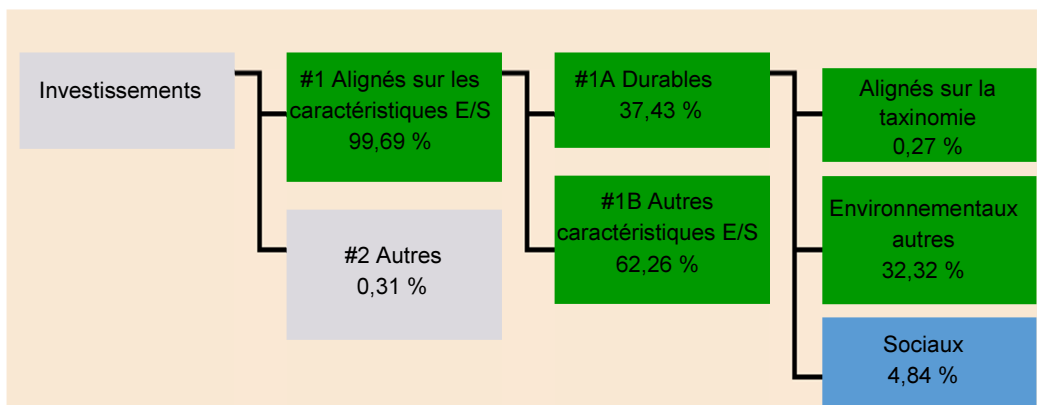 Investissements
#1 Alignés sur les
caractéristiques E/S
99,69 %
#2 Autres
0,31 %
#1A Durables
37,43 %
#1B Autres
caractéristiques E/S
62,26 %
Alignés sur la
taxinomie
0,27 %
Environnementaux
autres
32,32 %
Sociaux
4,84 %